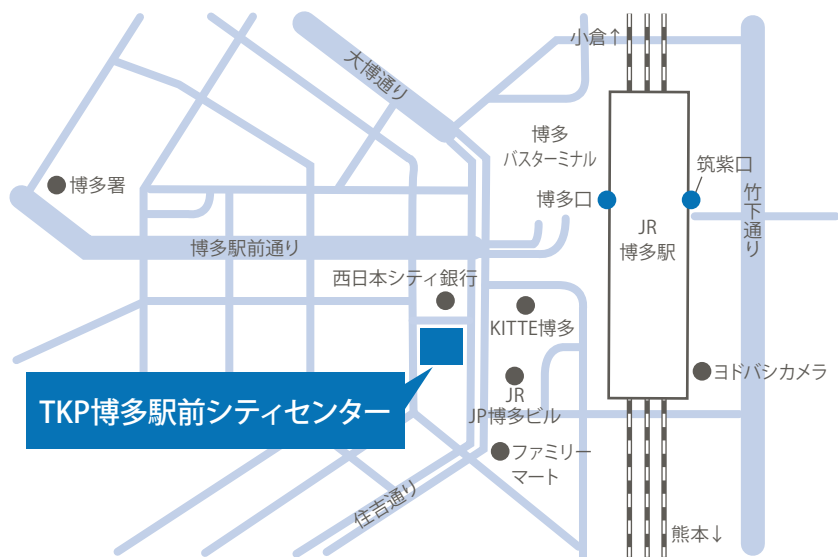 小倉↑
大博通り
博多
バスターミナル
筑紫口
博多署
博多口
竹下通り
JR
博多駅
博多駅前通り
西日本シティ銀行
KITTE博多
ヨドバシカメラ
JR
JP博多ビル
TKP博多駅前シティセンター
ファミリー
マート
住吉通り
熊本↓